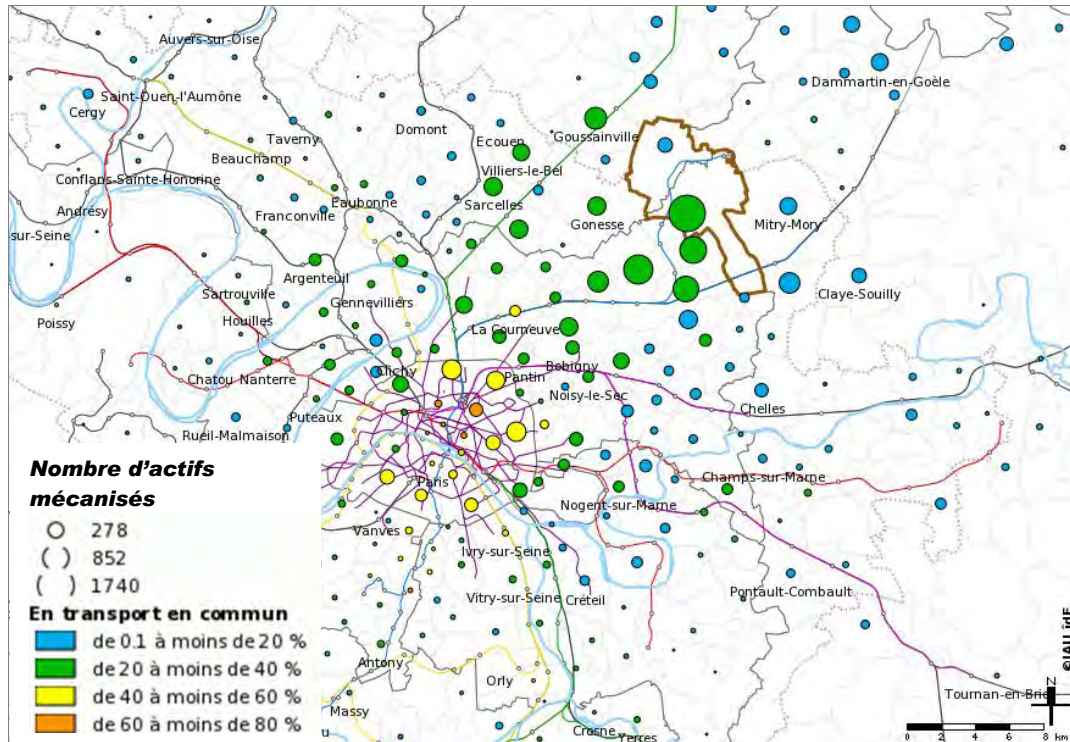 Auvers-sur-Oise
Dammartin-en-Goële
Saint-Ouen-l'Aumône
Cergy
Domont
Goussainville
Taverny
Ecouen
Beauchamp
Villiers-le-Bel
Conflans-Sainte-Honorine
Eaubonne
Sarcelles
Andrésy
Franconville
Gonesse
Mitry-Mory
-sur-Seine
Argenteuil
Sartrouville
Gennevilliers
Claye-Souilly
Poissy
Houilles
La Courneuve
Clichy
Bobigny
Chatou
Nanterre
Pantin
Noisy-le-Sec
Puteaux
Chelles
Rueil-Malmaison
Paris
Champs-sur-Marne
Nogent-sur-Marne
Vanves
Ivry-sur-Seine
Vitry-sur-Seine
Créteil
Pontault-Combault
Antony
Orly
Massy
Tournan-en-Brie
Crosne
Yerres
Nombre d'actifs
mécanisés
278
852
1740
En transport en commun
de 0.1 à moins de 20 %
de 20 à moins de 40 %
de 40 à moins de 60 %
de 60 à moins de 80 %
©IAU îdF
N
0 2 4 6 8
km